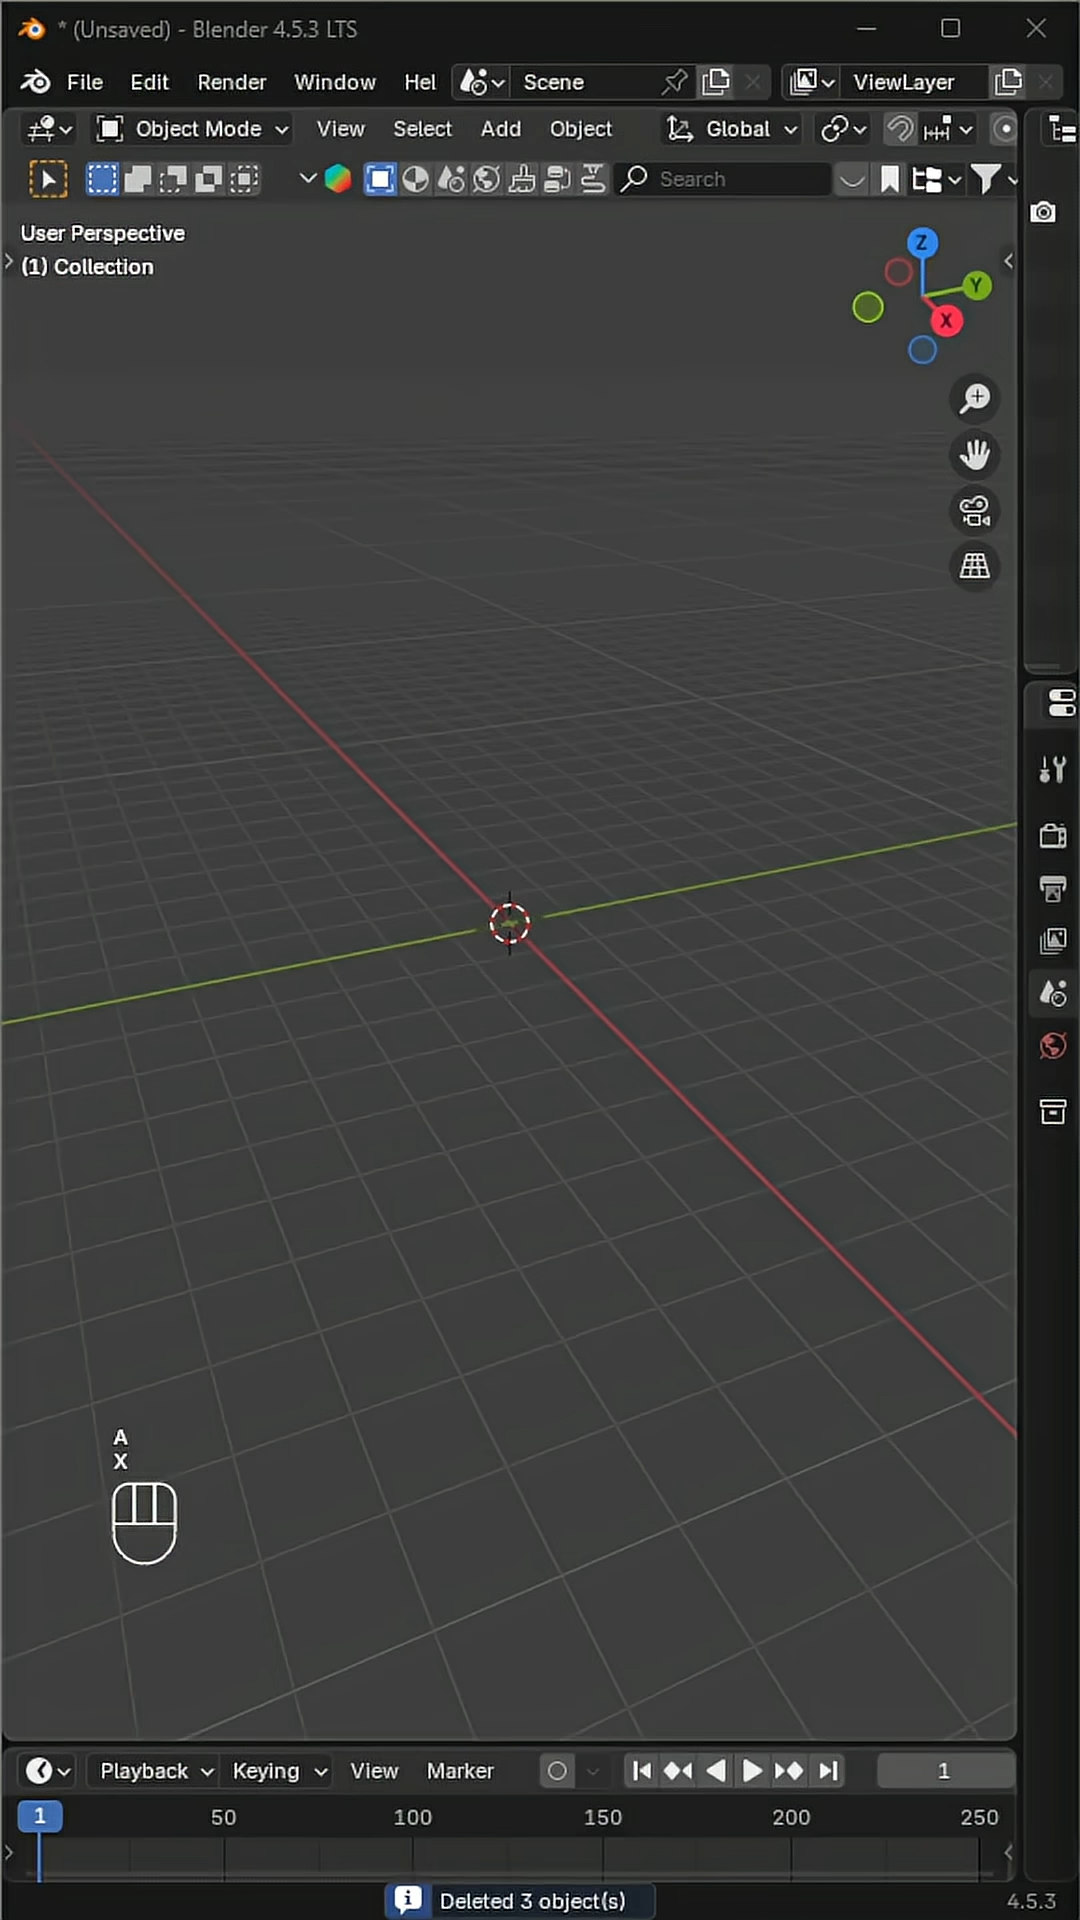 * (Unsaved) - Blender 4.5.3 LTS
File Edit Render Window Hel Scene ViewLayer
Object Mode View Select Add Object Global
Search
User Perspective
(1) Collection
Z
Y
X
A
X
Playback Keying View Marker 1
1 50 100 150 200 250
Deleted 3 object(s) 4.5.3